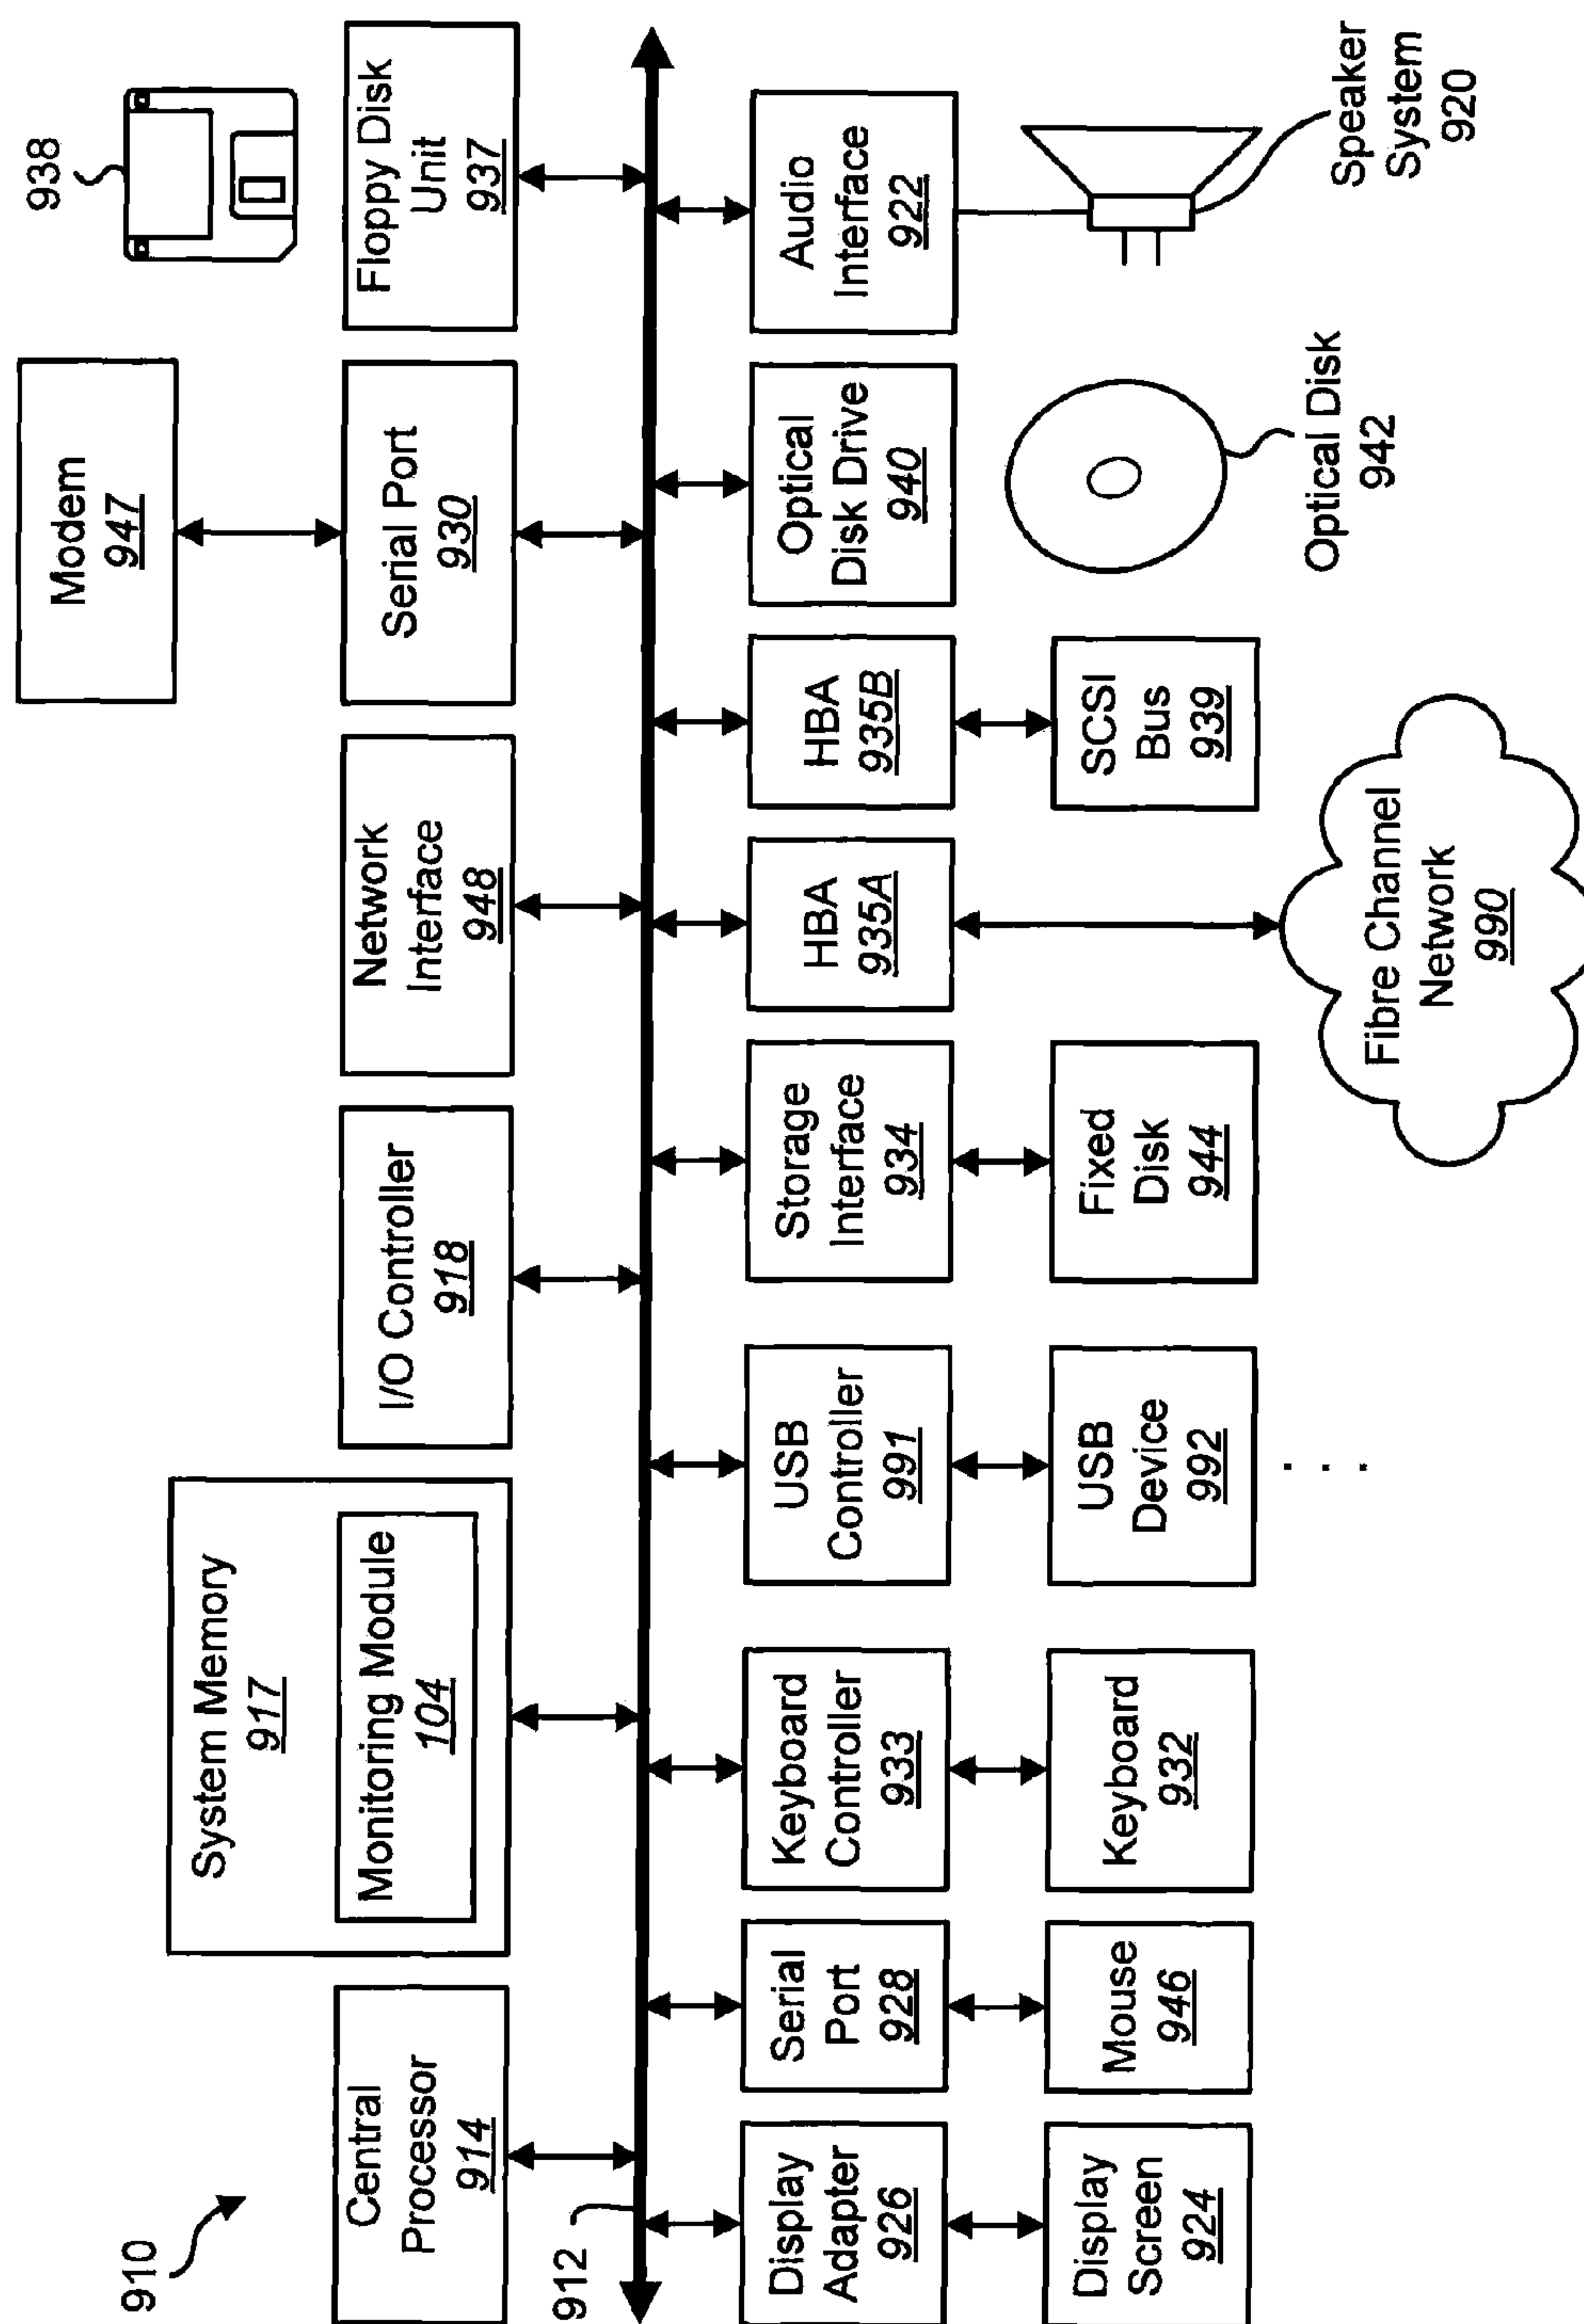 910
Central
Processor
914
System Memory
917
Monitoring Module
104
I/O Controller
918
Network
Interface
948
Modem
947
Serial Port
930
938
Floppy Disk
Unit
937
912
Display
Adapter
926
Serial
Port
928
Keyboard
Controller
933
USB
Controller
991
Storage
Interface
934
HBA
935A
HBA
935B
Optical
Disk Drive
940
Audio
Interface
922
Display
Screen
924
Mouse
946
Keyboard
932
USB
Device
992
. . .
Fixed
Disk
944
Fibre Channel
Network
990
SCSI
Bus
939
Optical Disk
942
Speaker
System
920